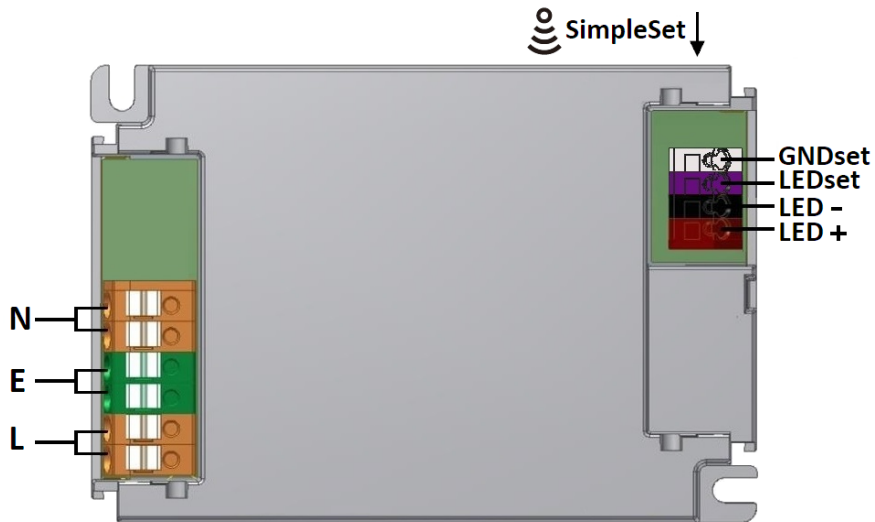 SimpleSet
GNDset
LEDset
LED -
LED +
N
E
L